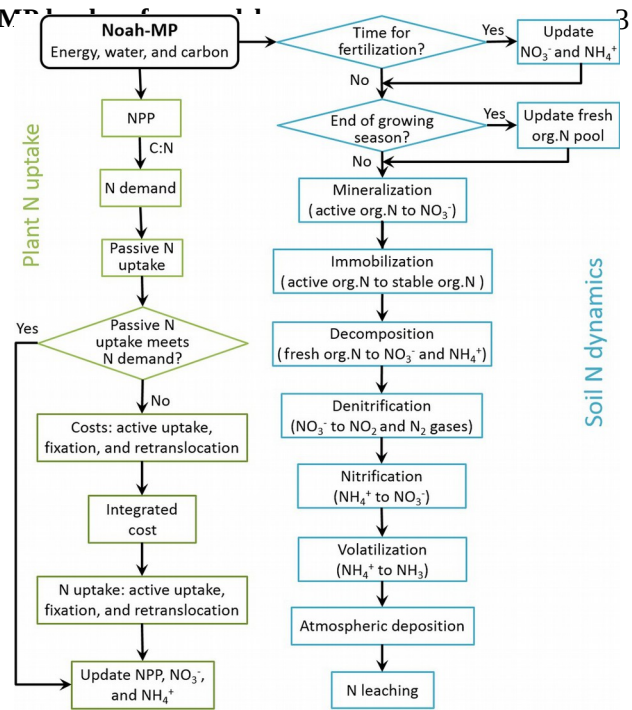 3
Noah-MP
Energy, water, and carbon
NPP
C:N
N demand
Passive N
uptake
Passive N
uptake meets
N demand?
Yes
No
Costs: active uptake,
fixation, and retranslocation
Integrated
cost
N uptake: active uptake,
fixation, and retranslocation
Update NPP, NO₃⁻,
and NH₄⁺
Plant N uptake
Time for
fertilization?
Yes
Update
NO₃⁻ and NH₄⁺
No
End of growing
season?
Yes
Update fresh
org.N pool
No
Mineralization
(active org.N to NO₃⁻)
Immobilization
(active org.N to stable org.N )
Decomposition
(fresh org.N to NO₃⁻ and NH₄⁺)
Denitrification
(NO₃⁻ to NO₂ and N₂ gases)
Nitrification
(NH₄⁺ to NO₃⁻)
Volatilization
(NH₄⁺ to NH₃)
Atmospheric deposition
N leaching
Soil N dynamics